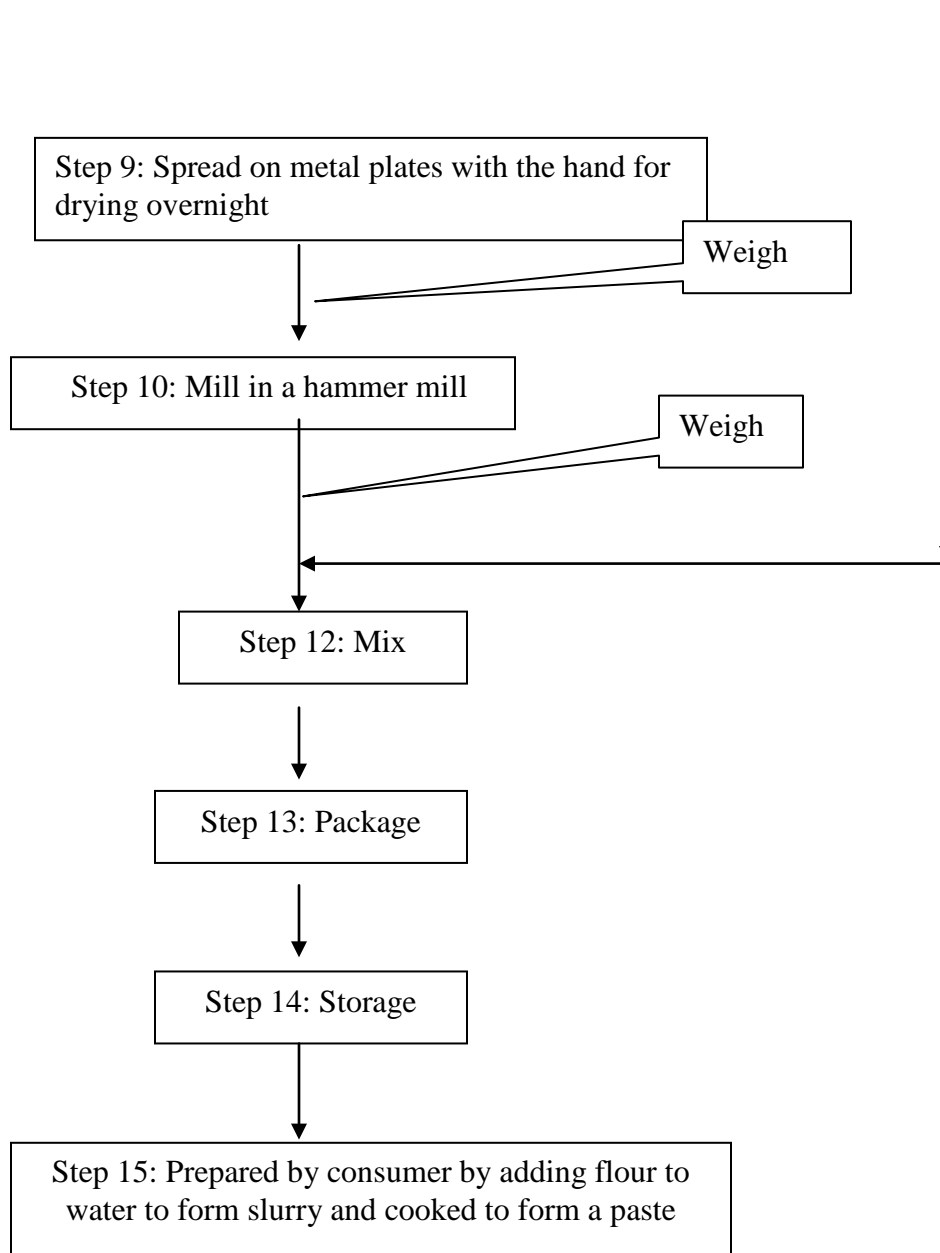 Step 9: Spread on metal plates with the hand for
drying overnight
Weigh
Step 10: Mill in a hammer mill
Weigh
Step 12: Mix
Step 13: Package
Step 14: Storage
Step 15: Prepared by consumer by adding flour to
water to form slurry and cooked to form a paste